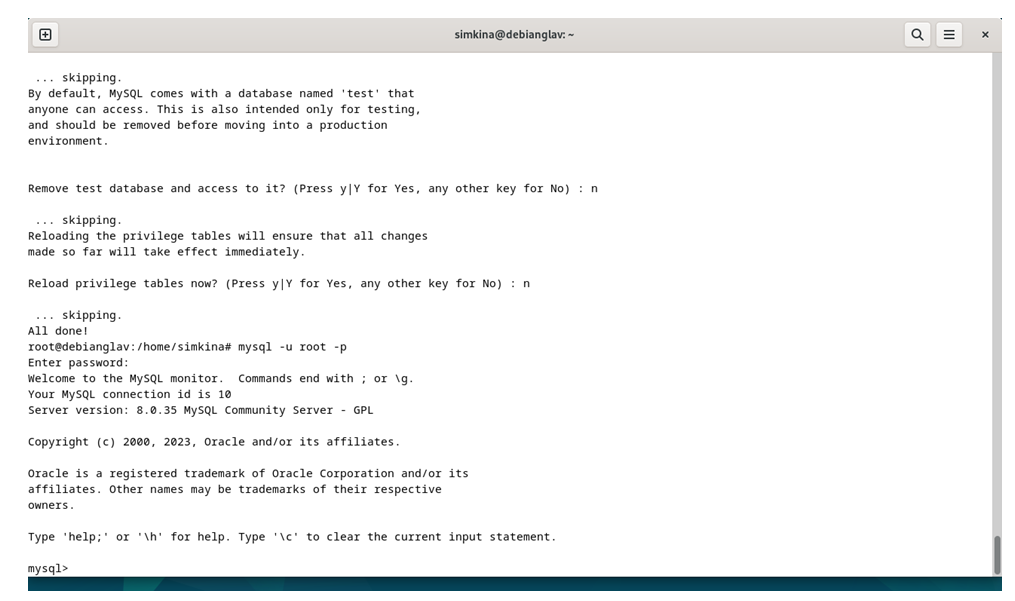 simkina@debianglav: ~
... skipping.
By default, MySQL comes with a database named 'test' that
anyone can access. This is also intended only for testing,
and should be removed before moving into a production
environment.
Remove test database and access to it? (Press y|Y for Yes, any other key for No) : n
... skipping.
Reloading the privilege tables will ensure that all changes
made so far will take effect immediately.
Reload privilege tables now? (Press y|Y for Yes, any other key for No) : n
... skipping.
All done!
root@debianglav:/home/simkina# mysql -u root -p
Enter password:
Welcome to the MySQL monitor.  Commands end with ; or \g.
Your MySQL connection id is 10
Server version: 8.0.35 MySQL Community Server - GPL
Copyright (c) 2000, 2023, Oracle and/or its affiliates.
Oracle is a registered trademark of Oracle Corporation and/or its
affiliates. Other names may be trademarks of their respective
owners.
Type 'help;' or '\h' for help. Type '\c' to clear the current input statement.
mysql>